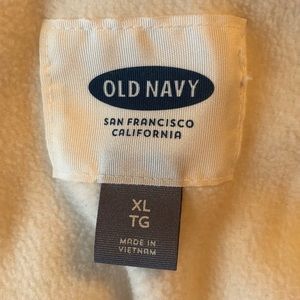 OLD NAVY
SAN FRANCISCO
CALIFORNIA
XL
TG
MADE IN
VIETNAM